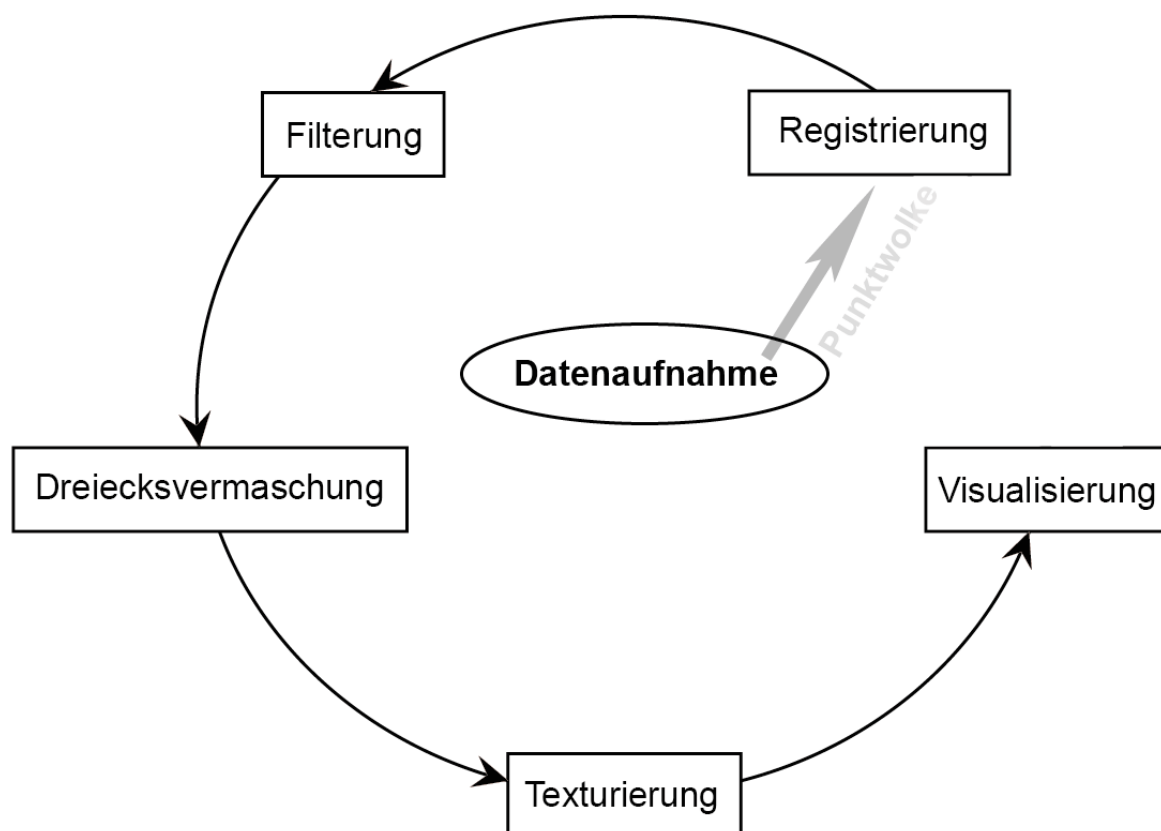 Filterung
Registrierung
Punktwolke
Datenaufnahme
Dreiecksvermaschung
Visualisierung
Texturierung